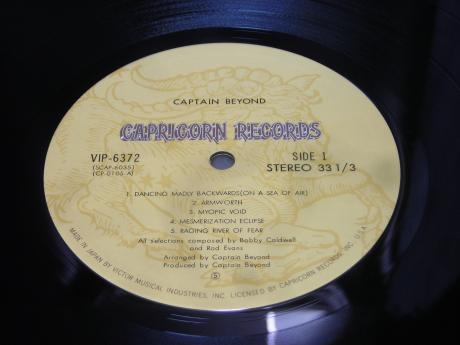 CAPTAIN BEYOND
CAPRICORN RECORDS
VIP-6372
(SCAP-6035)
(CP-0105 A)
SIDE 1
STEREO 33 1/3
1. DANCING MADLY BACKWARDS(ON A SEA OF AIR)
2. ARMWORTH
3. MYOPIC VOID
4. MESMERIZATION ECLIPSE
5. RAGING RIVER OF FEAR
All selections composed by Bobby Caldwell
and Rod Evans
Arranged by Captain Beyond
Produced by Captain Beyond
Ⓢ
MADE IN JAPAN BY VICTOR MUSICAL INDUSTRIES, INC. LICENSED BY CAPRICORN RECORDS INC. U.S.A.